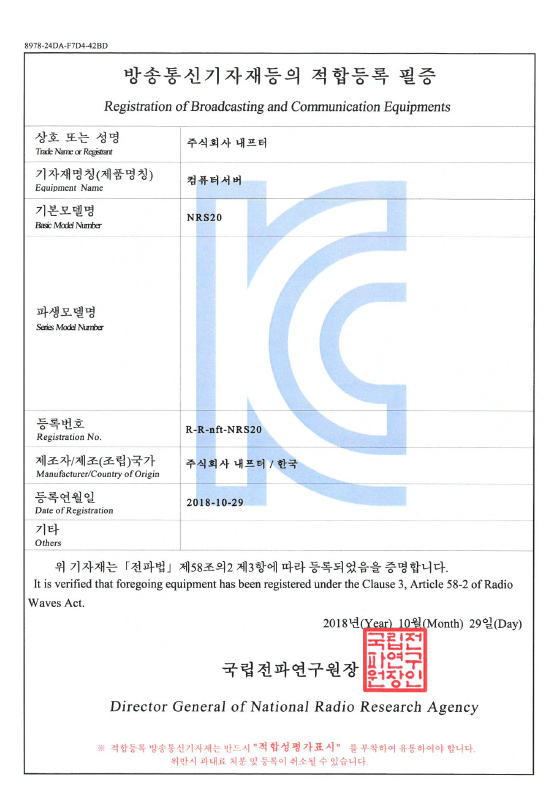 8978-24DA-F7D4-42BD
방송통신기자재등의 적합등록 필증
Registration of Broadcasting and Communication Equipments
상호 또는 성명
Trade Name or Registrant
주식회사 내프터
기자재명칭(제품명칭)
Equipment Name
컴퓨터서버
기본모델명
Basic Model Number
NRS20
파생모델명
Series Model Number
등록번호
Registration No.
R-R-nft-NRS20
제조자/제조(조립)국가
Manufacturer/Country of Origin
주식회사 내프터 / 한국
등록연월일
Date of Registration
2018-10-29
기타
Others
위 기자재는「전파법」제58조의2 제3항에 따라 등록되었음을 증명합니다.
It is verified that foregoing equipment has been registered under the Clause 3, Article 58-2 of Radio
Waves Act.
2018년(Year) 10월(Month) 29일(Day)
국립전파연구원장
국립전
파연구
원장인
Director General of National Radio Research Agency
※ 적합등록 방송통신기자재는 반드시 "적합성평가표시" 를 부착하여 유통하여야 합니다.
위반시 과태료 처분 및 등록이 취소될 수 있습니다.